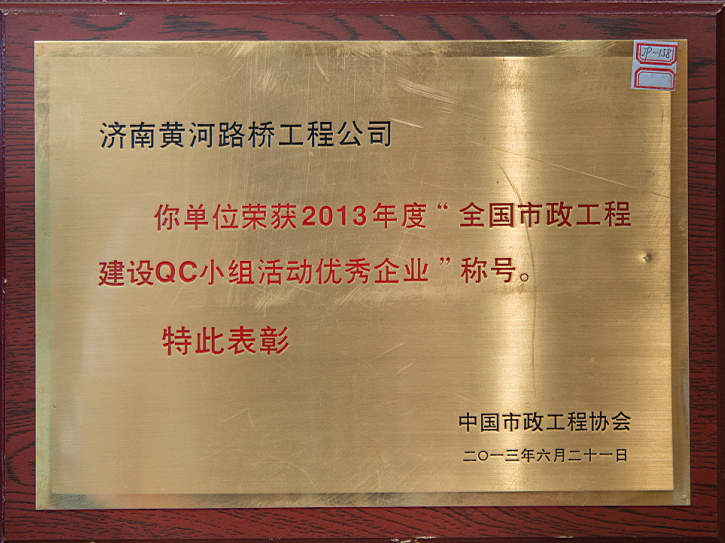 JP-158
济南黄河路桥工程公司
你单位荣获2013年度“全国市政工程
建设QC小组活动优秀企业”称号。
特此表彰
中国市政工程协会
二〇一三年六月二十一日